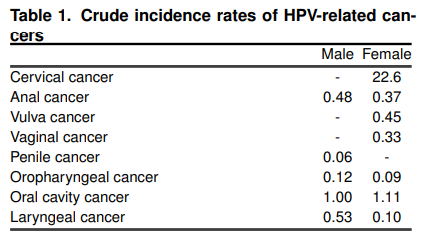 Table 1. Crude incidence rates of HPV-related can-
cers
Male Female
Cervical cancer - 22.6
Anal cancer 0.48 0.37
Vulva cancer - 0.45
Vaginal cancer - 0.33
Penile cancer 0.06 -
Oropharyngeal cancer 0.12 0.09
Oral cavity cancer 1.00 1.11
Laryngeal cancer 0.53 0.10